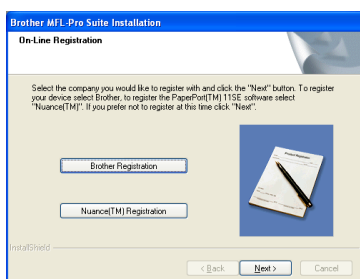 Brother MFL-Pro Suite Installation
On-Line Registration
Select the company you would like to register with and click the "Next" button. To register
your device select Brother, to register the PaperPort(TM) 11SE software select
"Nuance(TM)". If you prefer not to register at this time click "Next".
Brother Registration
Nuance(TM) Registration
InstallShield
< Back
Next >
Cancel